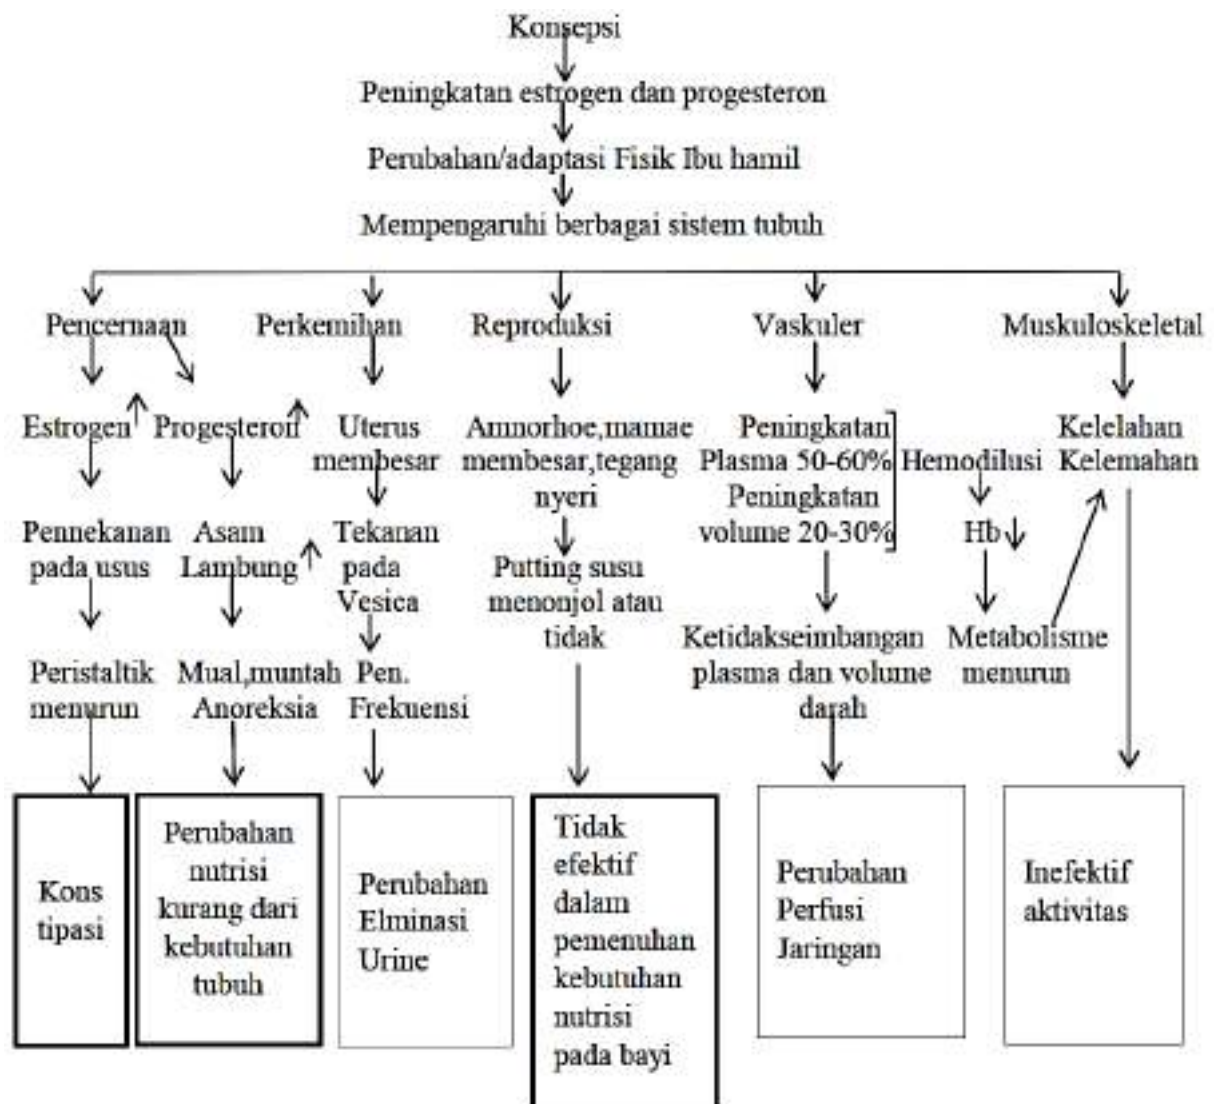 Konsepsi
Peningkatan estrogen dan progesteron
Perubahan/adaptasi Fisik Ibu hamil
Mempengaruhi berbagai sistem tubuh
Pencernaan
Perkemihan
Reproduksi
Vaskuler
Muskuloskeletal
Estrogen
Progesteron
Uterus
membesar
Amnorhoe,mamae
membesar,tegang
nyeri
Peningkatan
Plasma 50-60%
Peningkatan
volume 20-30%
Hemodilusi
Kelelahan
Kelemahan
Pennekanan
pada usus
Asam
Lambung
Tekanan
pada
Vesica
Putting susu
menonjol atau
tidak
Hb
Peristaltik
menurun
Mual,muntah
Anoreksia
Pen.
Frekuensi
Ketidakseimbangan
plasma dan volume
darah
Metabolisme
menurun
Kons
tipasi
Perubahan
nutrisi
kurang dari
kebutuhan
tubuh
Perubahan
Elminasi
Urine
Tidak
efektif
dalam
pemenuhan
kebutuhan
nutrisi
pada bayi
Perubahan
Perfusi
Jaringan
Inefektif
aktivitas